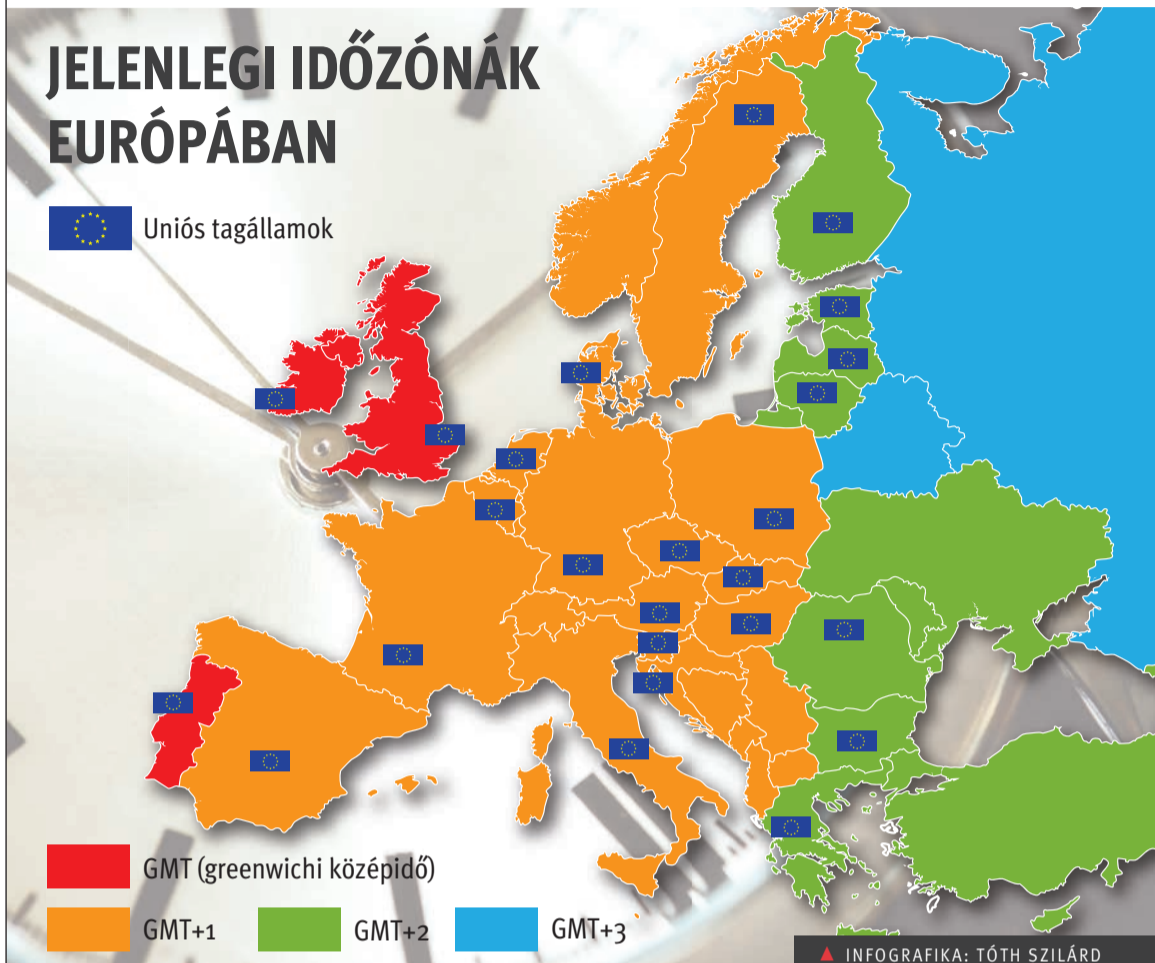 JELENLEGI IDŐZÓNÁK
EURÓPÁBAN
Uniós tagállamok
GMT (greenwichi középidő)
GMT+1
GMT+2
GMT+3
▲ INFOGRAFIKA: TÓTH SZILÁRD